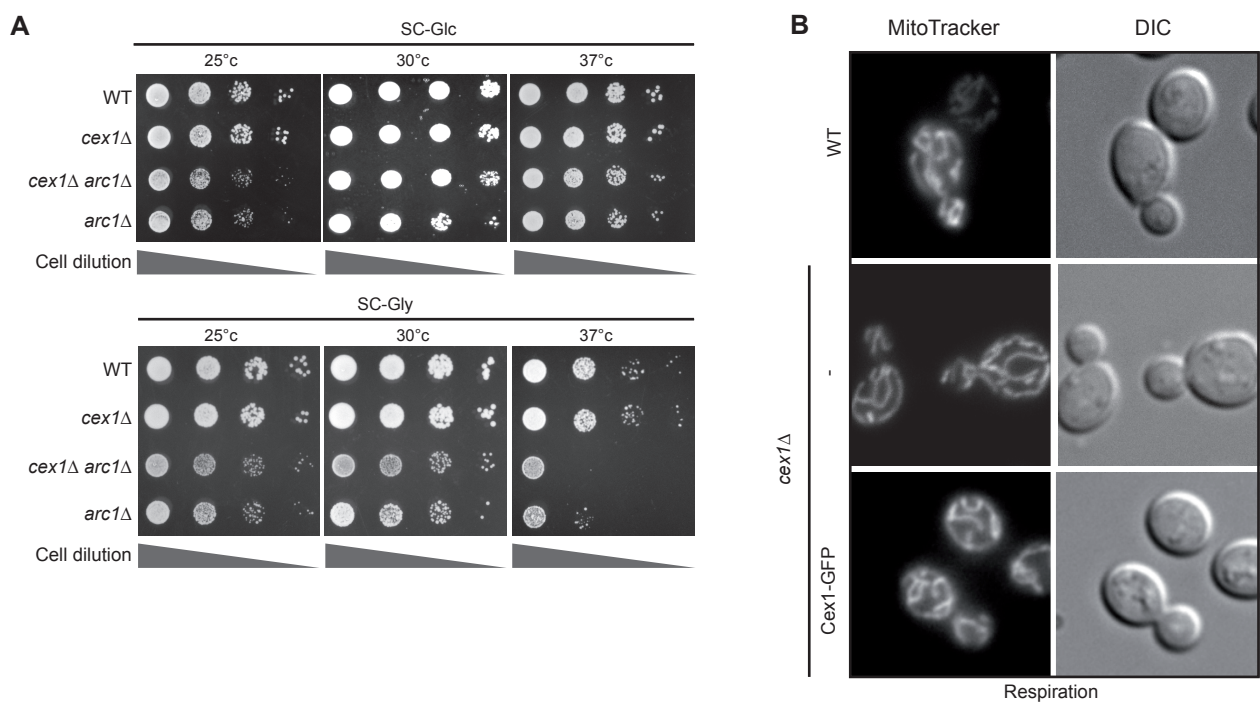 A
SC-Glc
25°c 30°c 37°c
WT
cex1Δ
cex1Δ arc1Δ
arc1Δ
Cell dilution
SC-Gly
25°c 30°c 37°c
WT
cex1Δ
cex1Δ arc1Δ
arc1Δ
Cell dilution
B
MitoTracker DIC
WT
-
cex1Δ
Cex1-GFP
Respiration